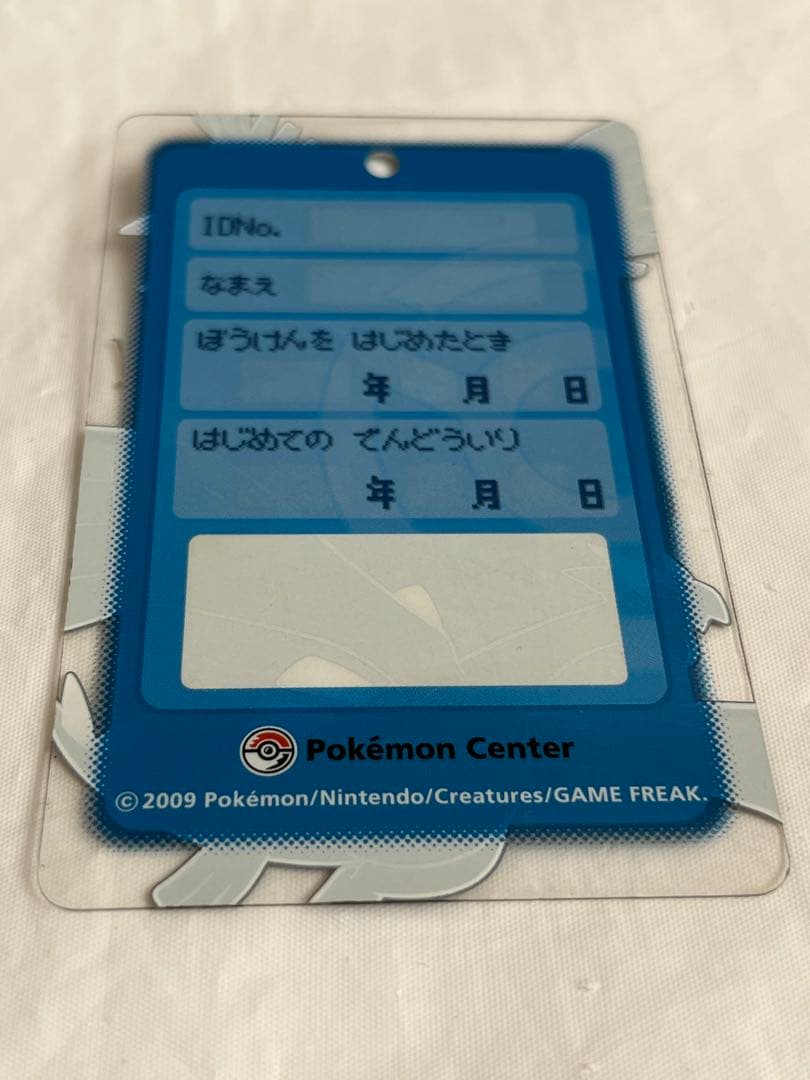 IDNo.
なまえ
ぼうけんを はじめたとき
年 月 日
はじめての でんどういり
年 月 日
Pokémon Center
© 2009 Pokémon/Nintendo/Creatures/GAME FREAK.